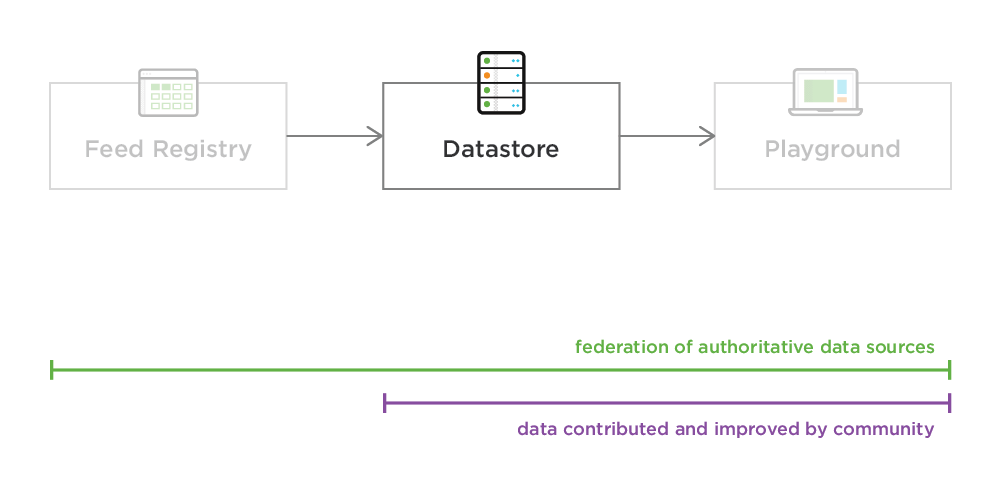 Feed Registry
Datastore
Playground
federation of authoritative data sources
data contributed and improved by community